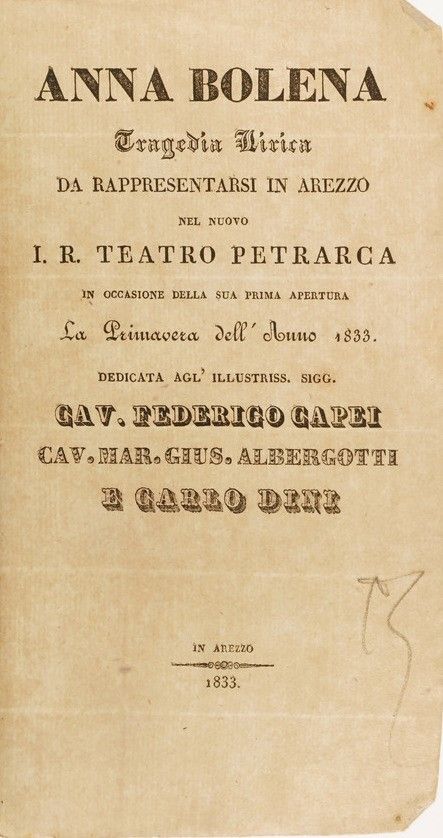 ANNA BOLENA
Tragedia Lirica
DA RAPPRESENTARSI IN AREZZO
NEL NUOVO
I. R. TEATRO PETRARCA
IN OCCASIONE DELLA SUA PRIMA APERTURA
La Primavera dell' Anno 1833.
DEDICATA AGL' ILLUSTRISS. SIGG.
CAV. FEDERIGO CAPEI
CAV. MAR. GIUS. ALBERGOTTI
E CARLO DINI
IN AREZZO
1833.